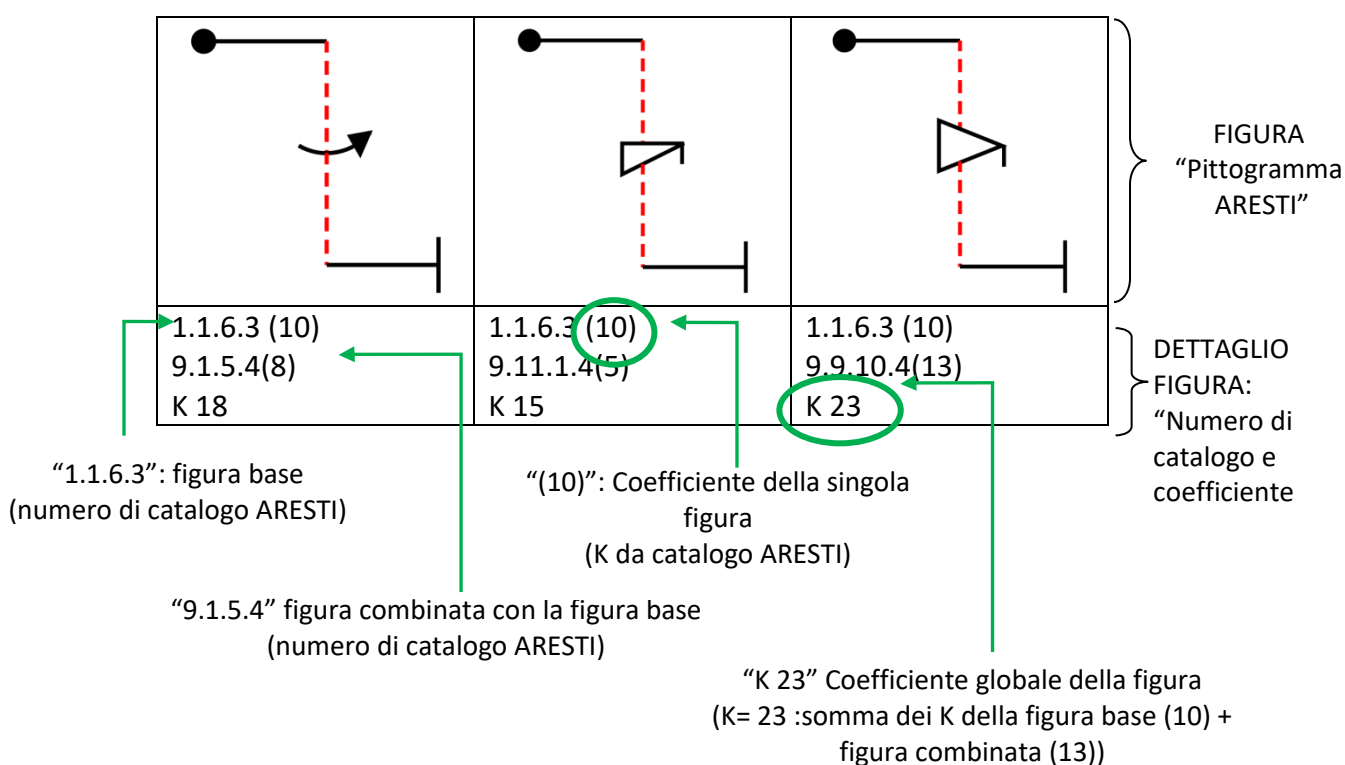 FIGURA
“Pittogramma
ARESTI”
1.1.6.3 (10)
9.1.5.4(8)
K 18
1.1.6.3 (10)
9.11.1.4(5)
K 15
1.1.6.3 (10)
9.9.10.4(13)
K 23
DETTAGLIO
FIGURA:
“Numero di
catalogo e
coefficiente
“1.1.6.3”: figura base
(numero di catalogo ARESTI)
“(10)”: Coefficiente della singola
figura
(K da catalogo ARESTI)
“9.1.5.4” figura combinata con la figura base
(numero di catalogo ARESTI)
“K 23” Coefficiente globale della figura
(K= 23 :somma dei K della figura base (10) +
figura combinata (13))